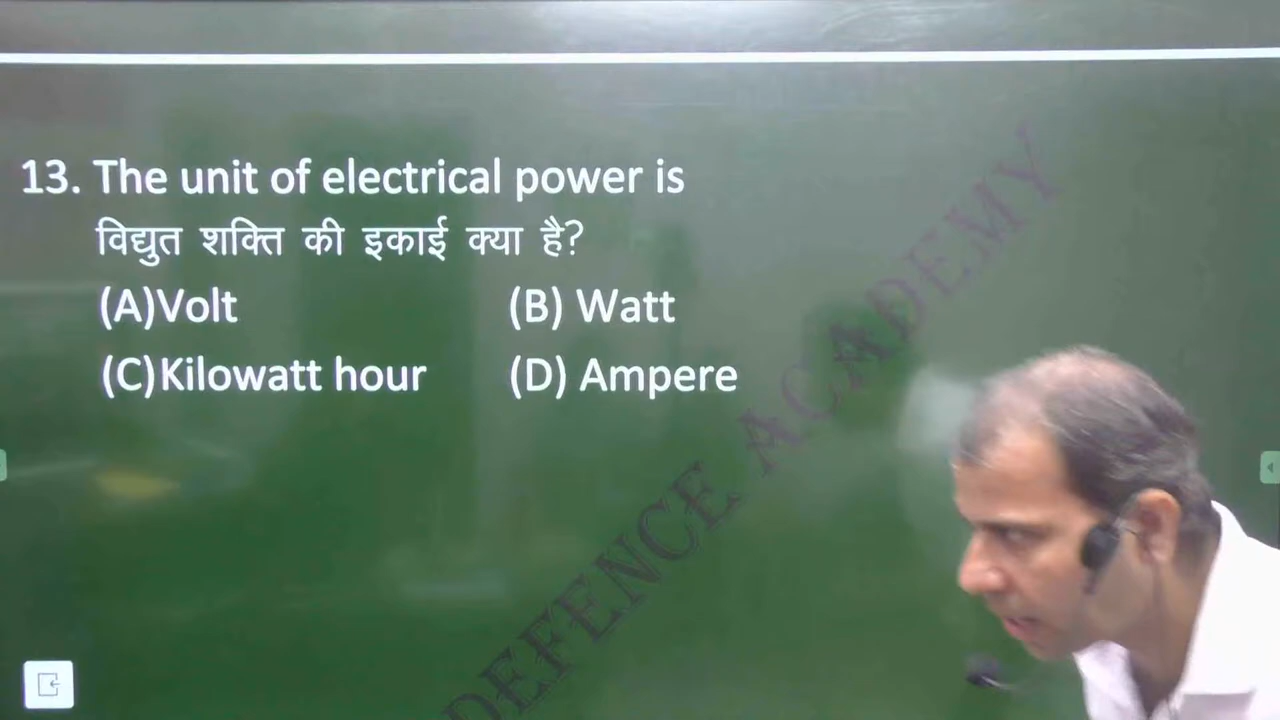 13. The unit of electrical power is
विद्युत शक्ति की इकाई क्या है?
(A)Volt (B) Watt
(C)Kilowatt hour (D) Ampere
DEFENCE ACADEMY